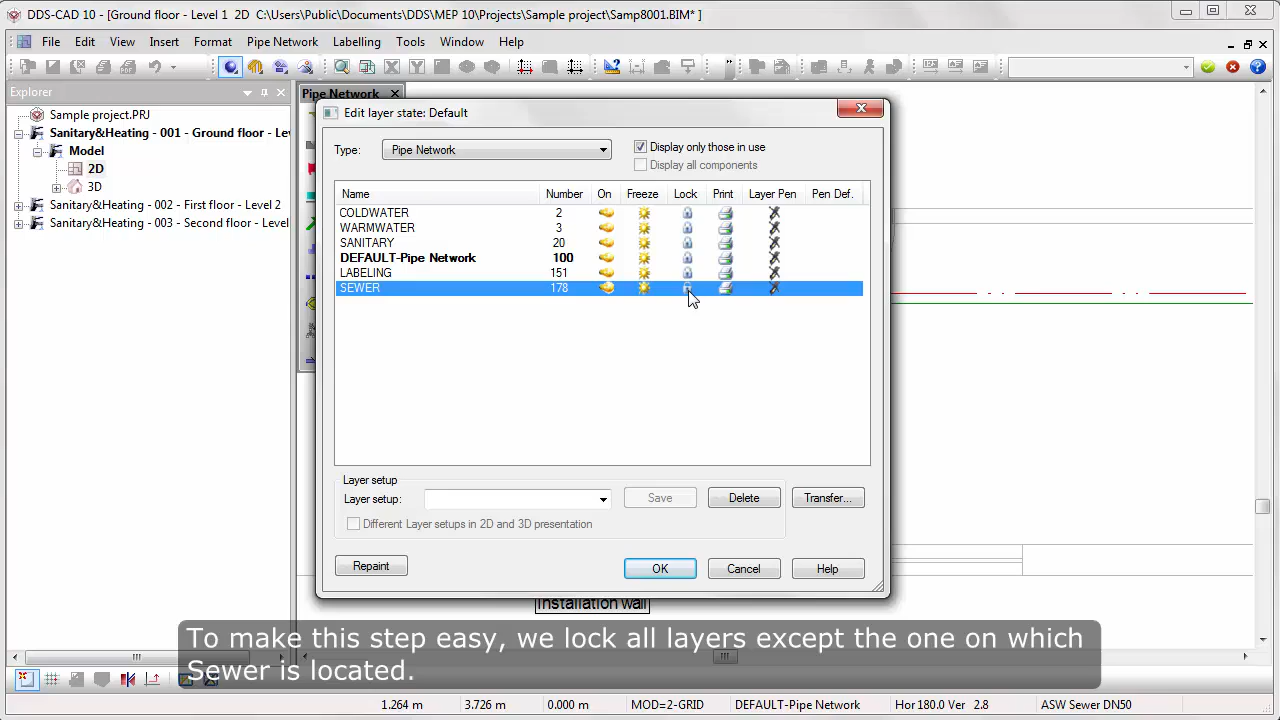 DDS-CAD 10 - [Ground floor - Level 1  2D  C:\Users\Public\Documents\DDS\MEP 10\Projects\Sample project\Samp8001.BIM* ]
File Edit View Insert Format Pipe Network Labelling Tools Window Help
Explorer
Pipe Network
Sample project.PRJ
Sanitary&Heating - 001 - Ground floor - Le
Model
2D
3D
Sanitary&Heating - 002 - First floor - Level 2
Sanitary&Heating - 003 - Second floor - Level
Edit layer state: Default
Type: Pipe Network
Display only those in use
Display all components
Name Number On Freeze Lock Print Layer Pen Pen Def.
COLDWATER 2
WARMWATER 3
SANITARY 20
DEFAULT-Pipe Network 100
LABELING 151
SEWER 178
Layer setup
Layer setup: Save Delete Transfer...
Different Layer setups in 2D and 3D presentation
Repaint OK Cancel Help
Installation wall
To make this step easy, we lock all layers except the one on which
Sewer is located.
1.264 m 3.726 m 0.000 m MOD=2-GRID DEFAULT-Pipe Network Hor 180.0 Ver 2.8 ASW Sewer DN50